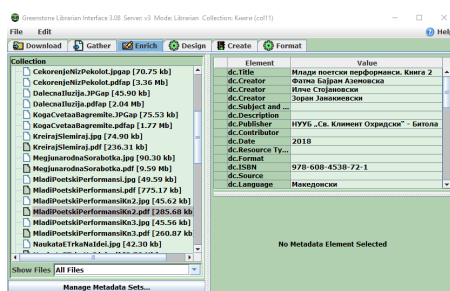 Greenstone Librarian Interface 3.08 Server: v3 Mode: Librarian Collection: Книги (col11)
File Edit Help
Download Gather Enrich Design Create Format
Collection
CekorenjeNizPekolot.jpgap [70.75 kb]
CekorenjeNizPekolot.pdfap [3.36 Mb]
DalecnaIluzija.JPGap [45.90 kb]
DalecnaIluzija.pdfap [2.04 Mb]
KogaCvetaaBagremite.JPGap [75.53 kb]
KogaCvetaaBagremite.pdfap [1.77 Mb]
KreirajSlemini.jpg [74.90 kb]
KreirajSlemini.pdf [236.31 kb]
MegjunarodnaSorabotka.jpg [90.30 kb]
MegjunarodnaSorabotka.pdf [9.59 Mb]
MladiPoetskiPerformansi.jpg [49.59 kb]
MladiPoetskiPerformansi.pdf [775.17 kb]
MladiPoetskiPerformansiKn2.jpg [45.62 kb]
MladiPoetskiPerformansiKn2.pdf [285.68 kb]
MladiPoetskiPerformansiKn3.jpg [45.56 kb]
MladiPoetskiPerformansiKn3.pdf [260.87 kb]
NaukataETrkaNaIdei.jpg [42.30 kb]
Show Files All Files
Manage Metadata Sets...
Element Value
dc.Title Млади поетски перформанси. Книга 2
dc.Creator Фатма Бајрам Аземовска
dc.Creator Илче Стојановски
dc.Creator Зоран Јанакиевски
dc.Subject and ...
dc.Description
dc.Publisher НУУБ „Св. Климент Охридски" - Битола
dc.Contributor
dc.Date 2018
dc.Resource Ty...
dc.Format
dc.ISBN 978-608-4538-72-1
dc.Source
dc.Language Македонски
No Metadata Element Selected